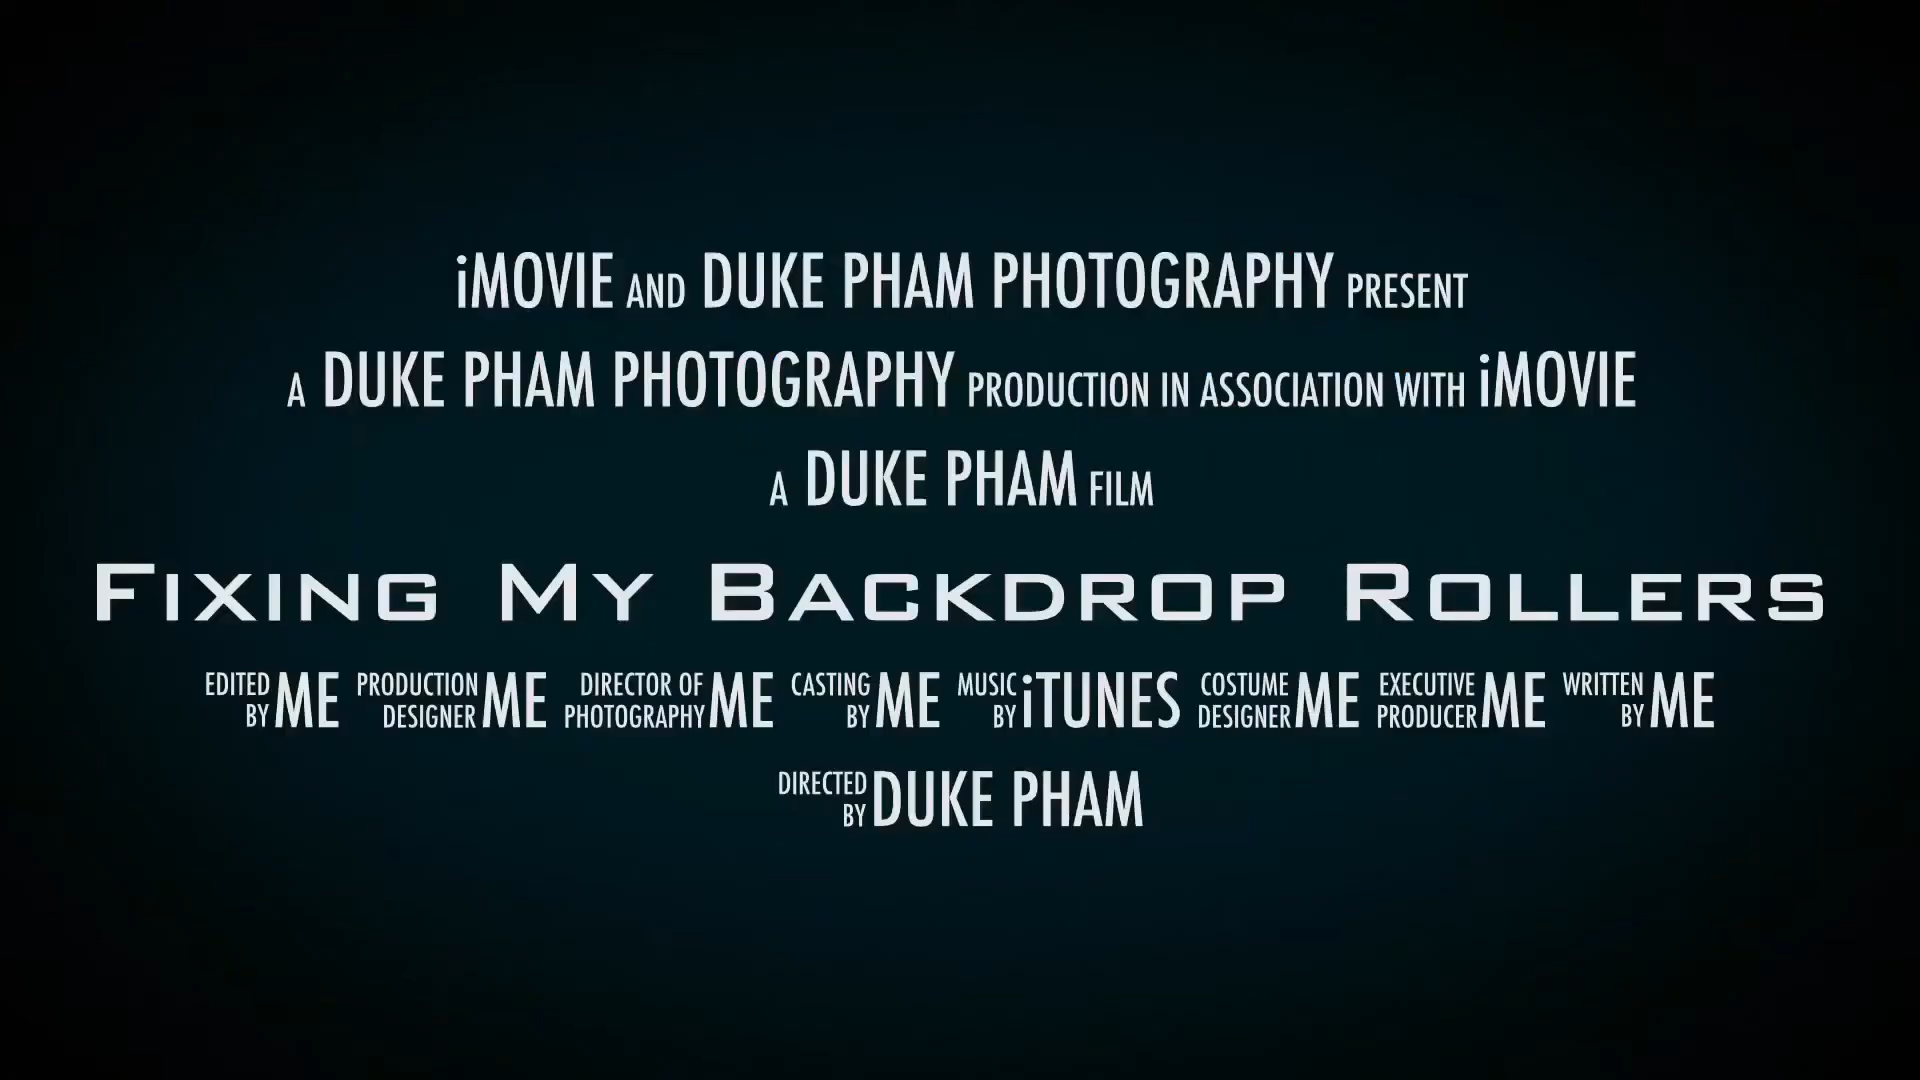 iMOVIE AND DUKE PHAM PHOTOGRAPHY PRESENT
A DUKE PHAM PHOTOGRAPHY PRODUCTION IN ASSOCIATION WITH iMOVIE
A DUKE PHAM FILM
FIXING MY BACKDROP ROLLERS
EDITED BY ME PRODUCTION DESIGNER ME DIRECTOR OF PHOTOGRAPHY ME CASTING BY ME MUSIC BY iTUNES COSTUME DESIGNER ME EXECUTIVE PRODUCER ME WRITTEN BY ME
DIRECTED BY DUKE PHAM